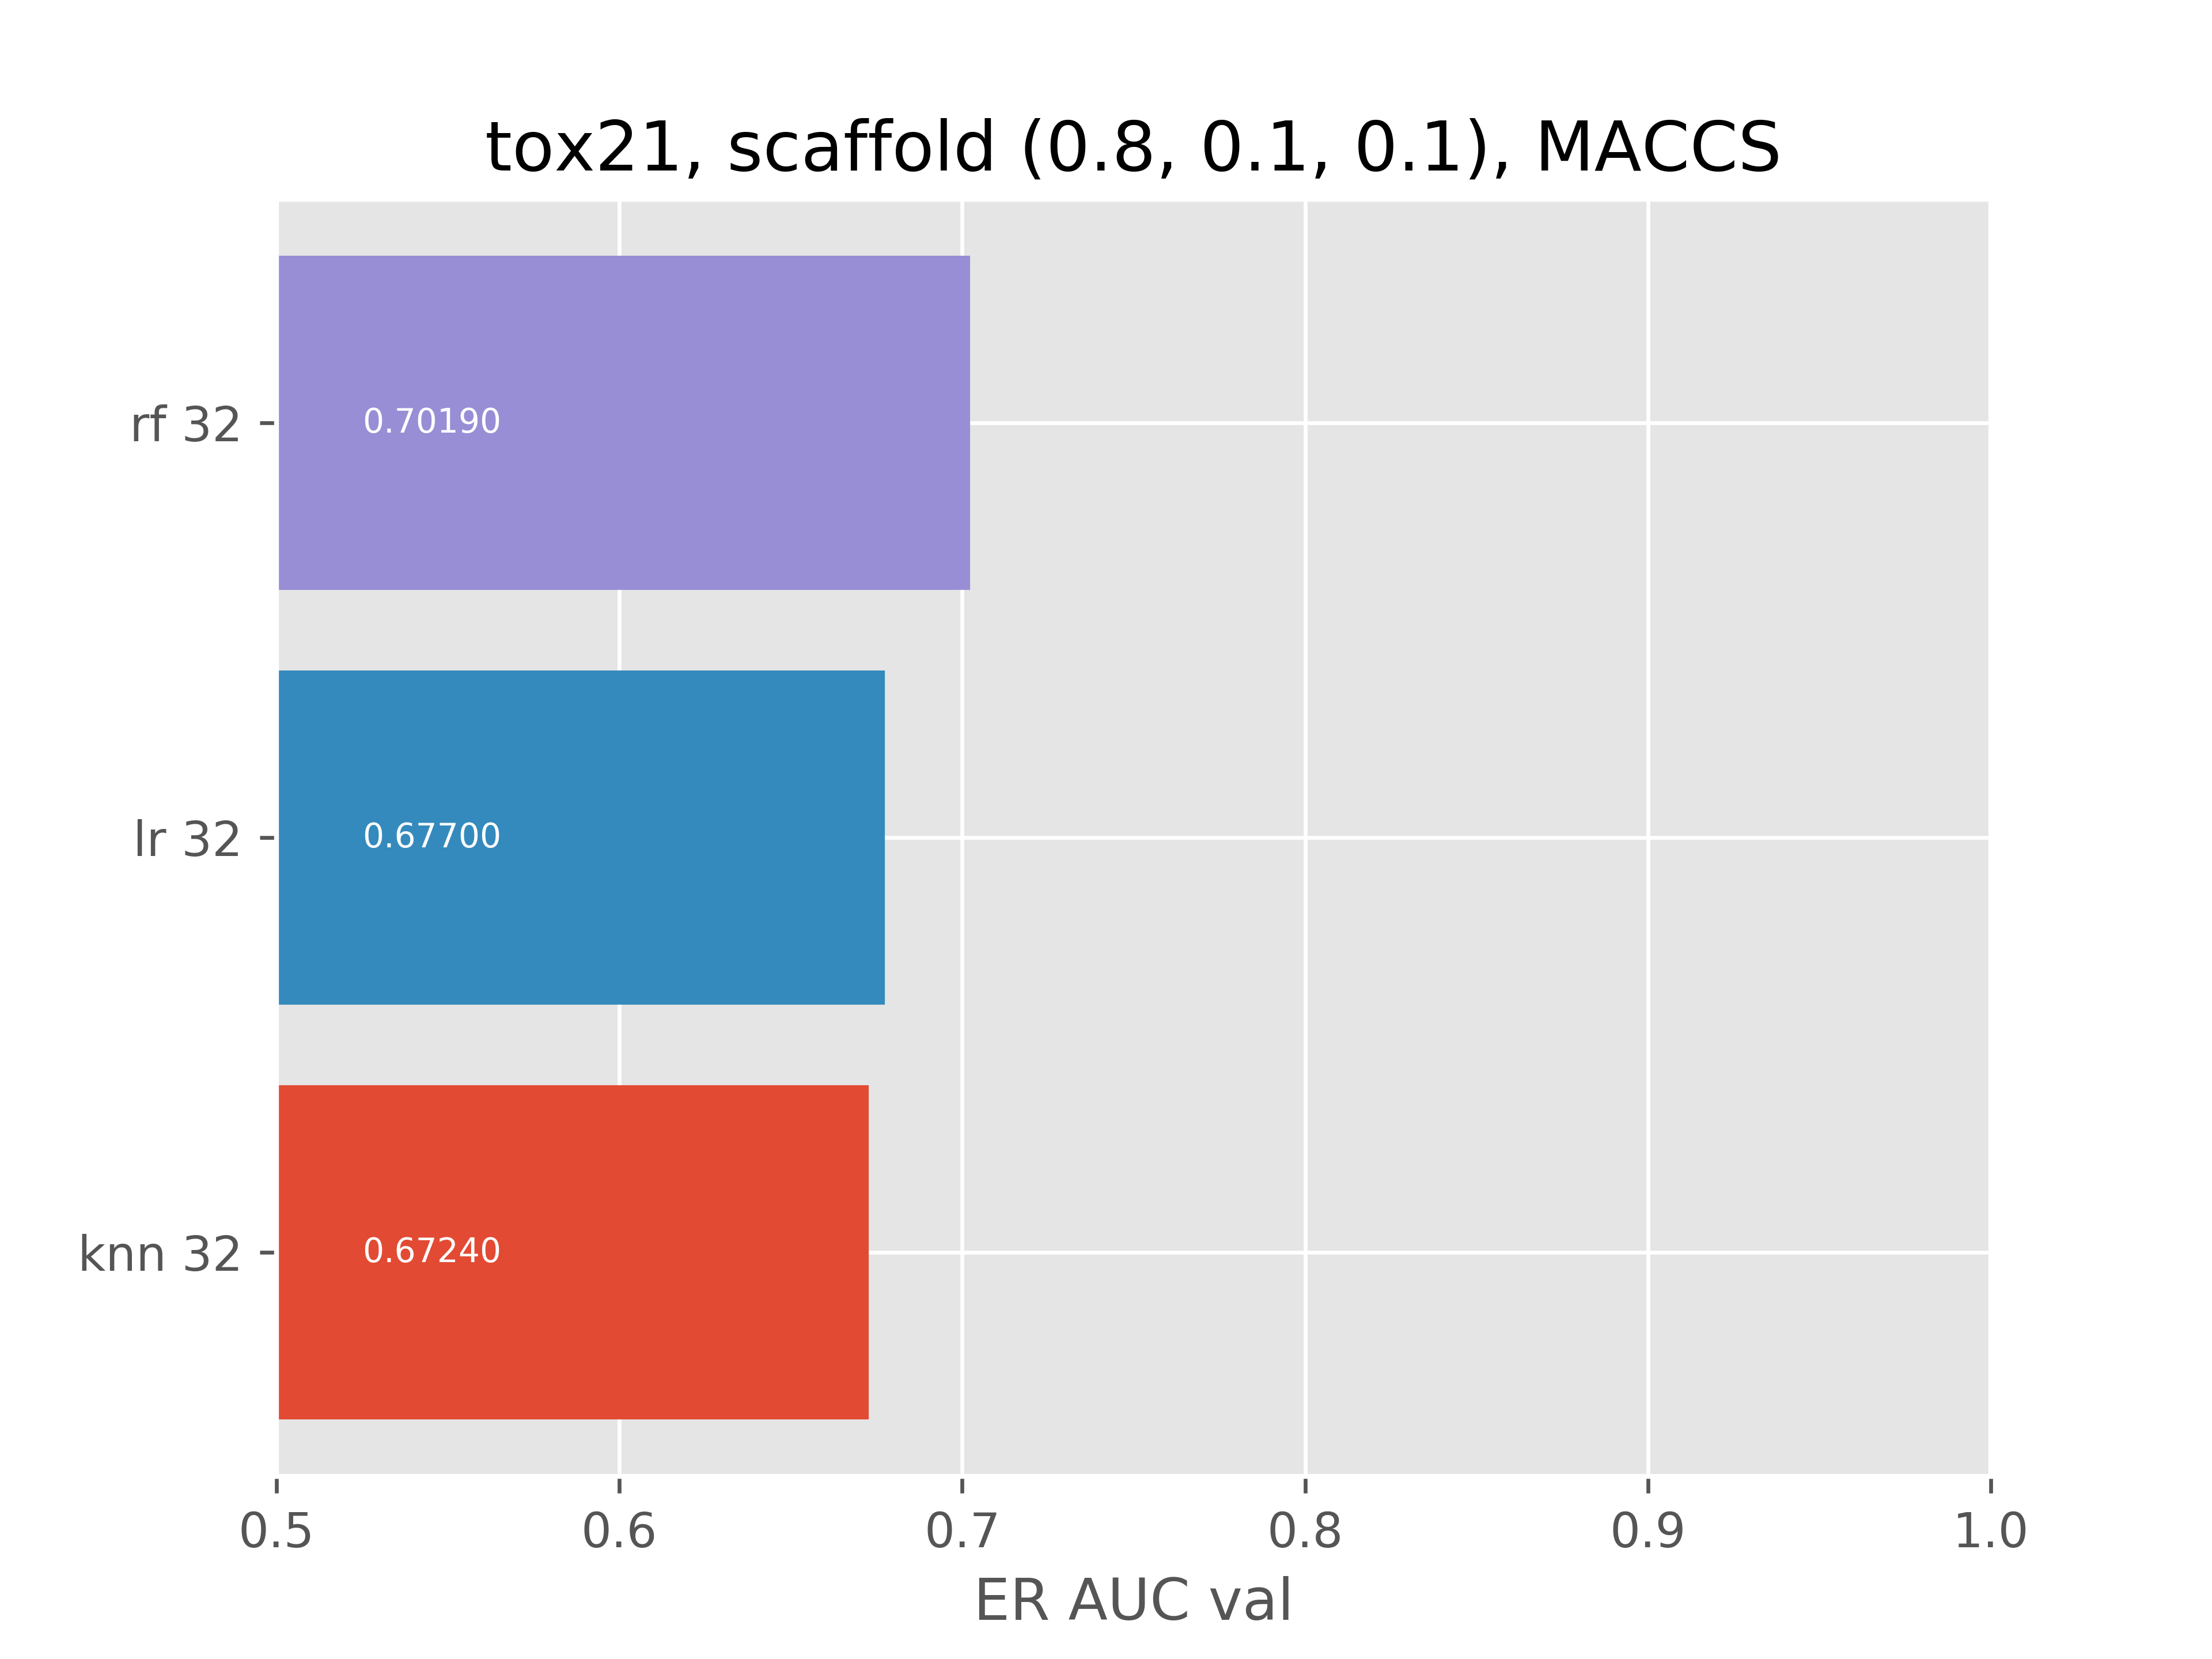 tox21, scaffold (0.8, 0.1, 0.1), MACCS
rf 32
0.70190
lr 32
0.67700
knn 32
0.67240
0.5 0.6 0.7 0.8 0.9 1.0
ER AUC val